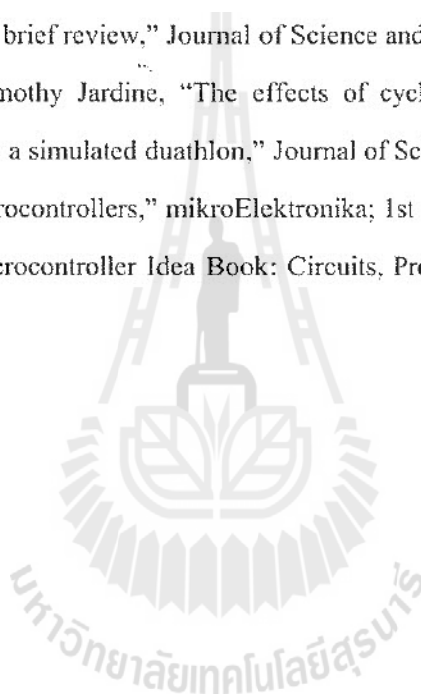 brief review,” Journal of Science and
mothy Jardine, “The effects of cycl
a simulated duathlon,” Journal of Sc
rocontrollers,” mikroElektronika; 1st
crocontroller Idea Book: Circuits, Pro
มหาวิทยาลัยเทคโนโลยีสุรนารี